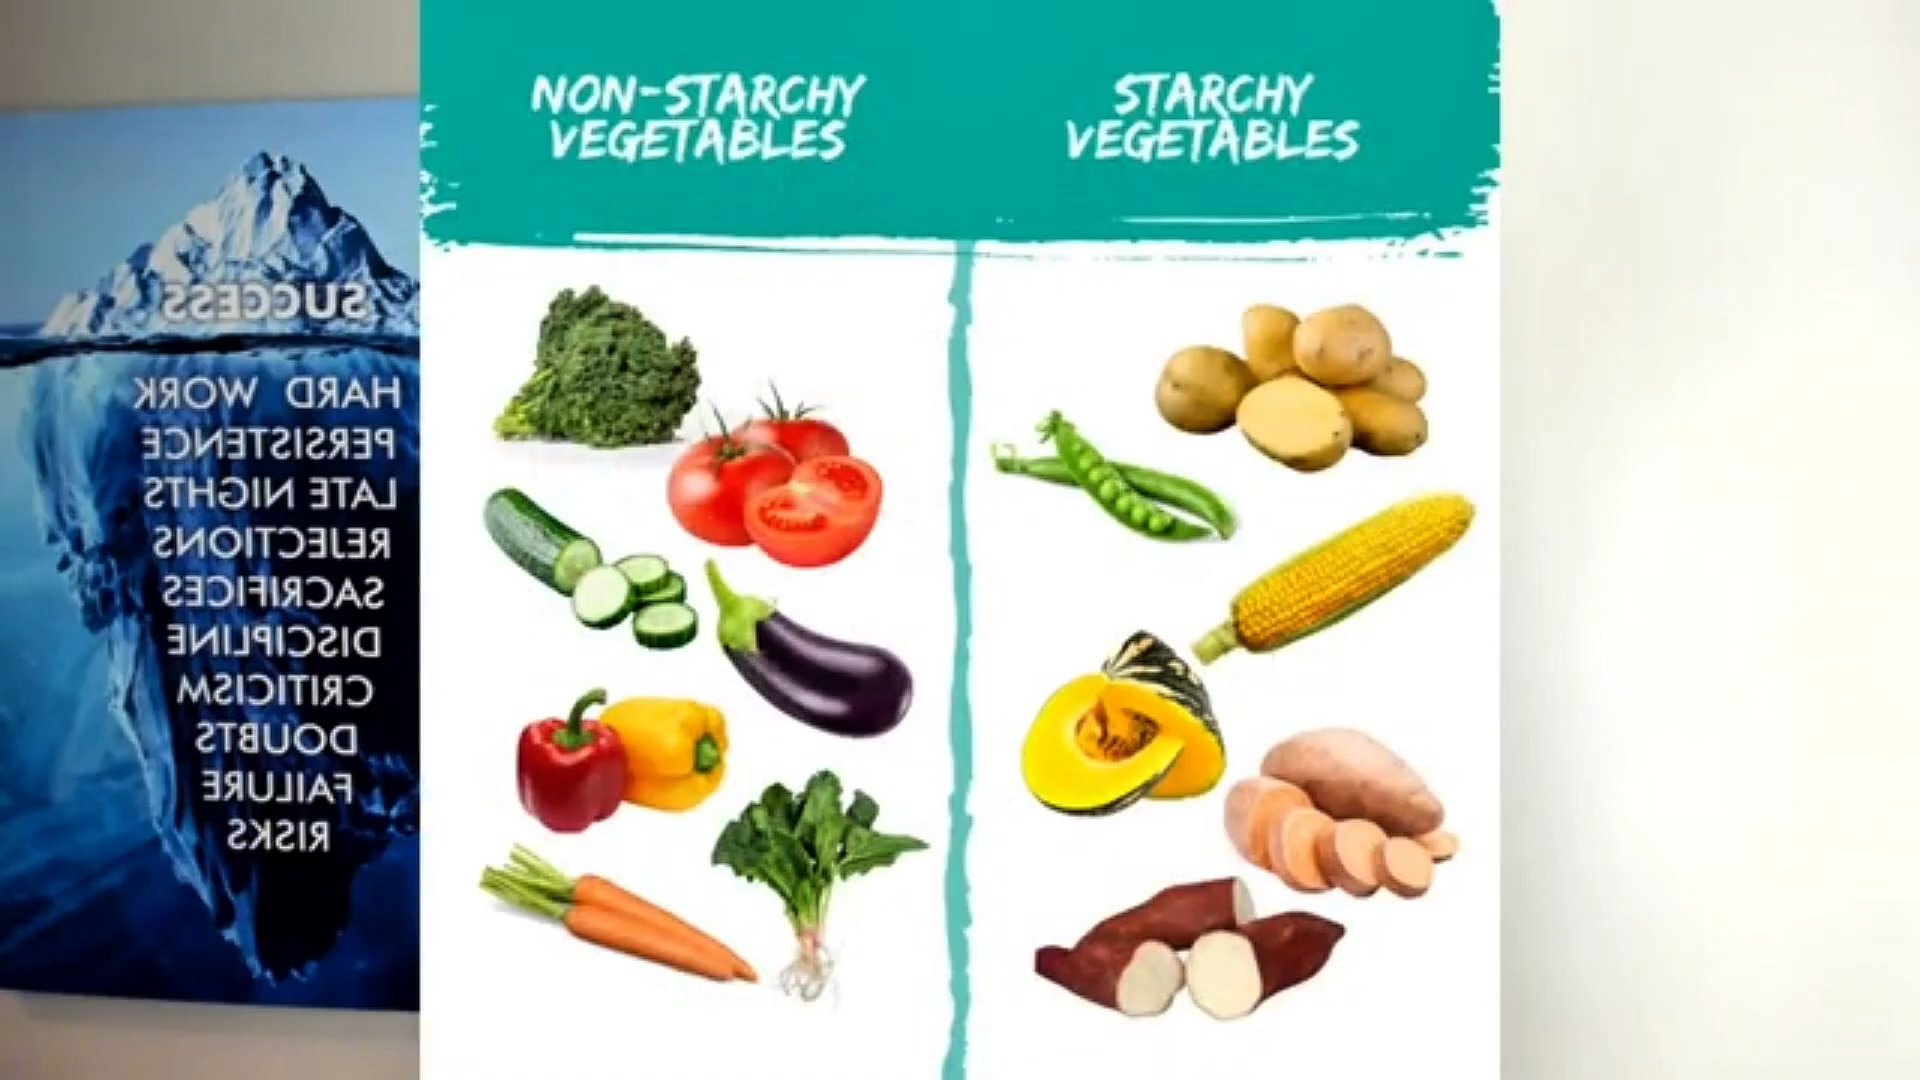 NON-STARCHY
VEGETABLES
STARCHY
VEGETABLES
SUCCESS
HARD WORK
PERSISTENCE
LATE NIGHTS
REJECTIONS
SACRIFICES
DISCIPLINE
CRITICISM
DOUBTS
FAILURE
RISKS